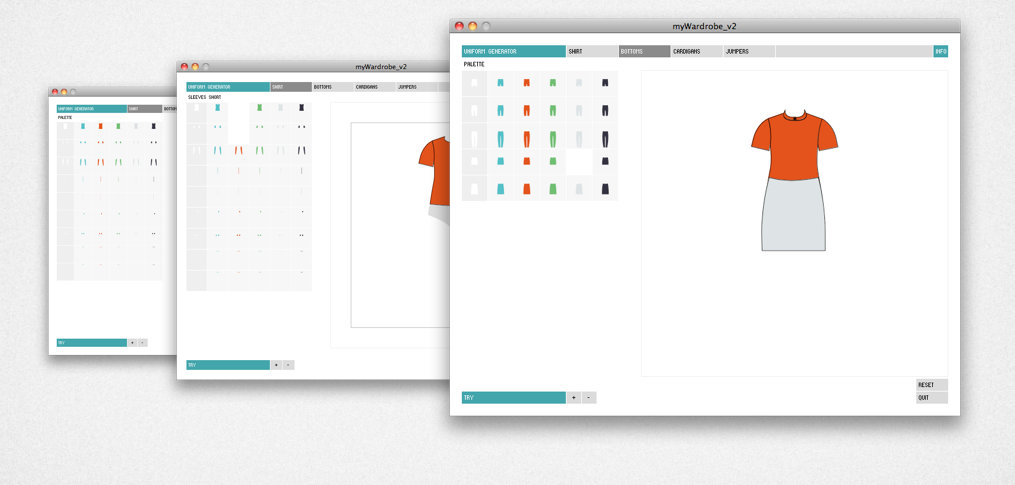 myWardrobe_v2
UNIFORM GENERATOR SHIRT BOTTOMS CARDIGANS JUMPERS INFO
PALETTE
RESET
TRY + - QUIT
myWardrobe_v2
UNIFORM GENERATOR SHIRT BOTTOMS CARDIGANS JUMPERS
SLEEVES SHORT
TRY + -
UNIFORM GENERATOR SHIRT
PALETTE
TRY + -